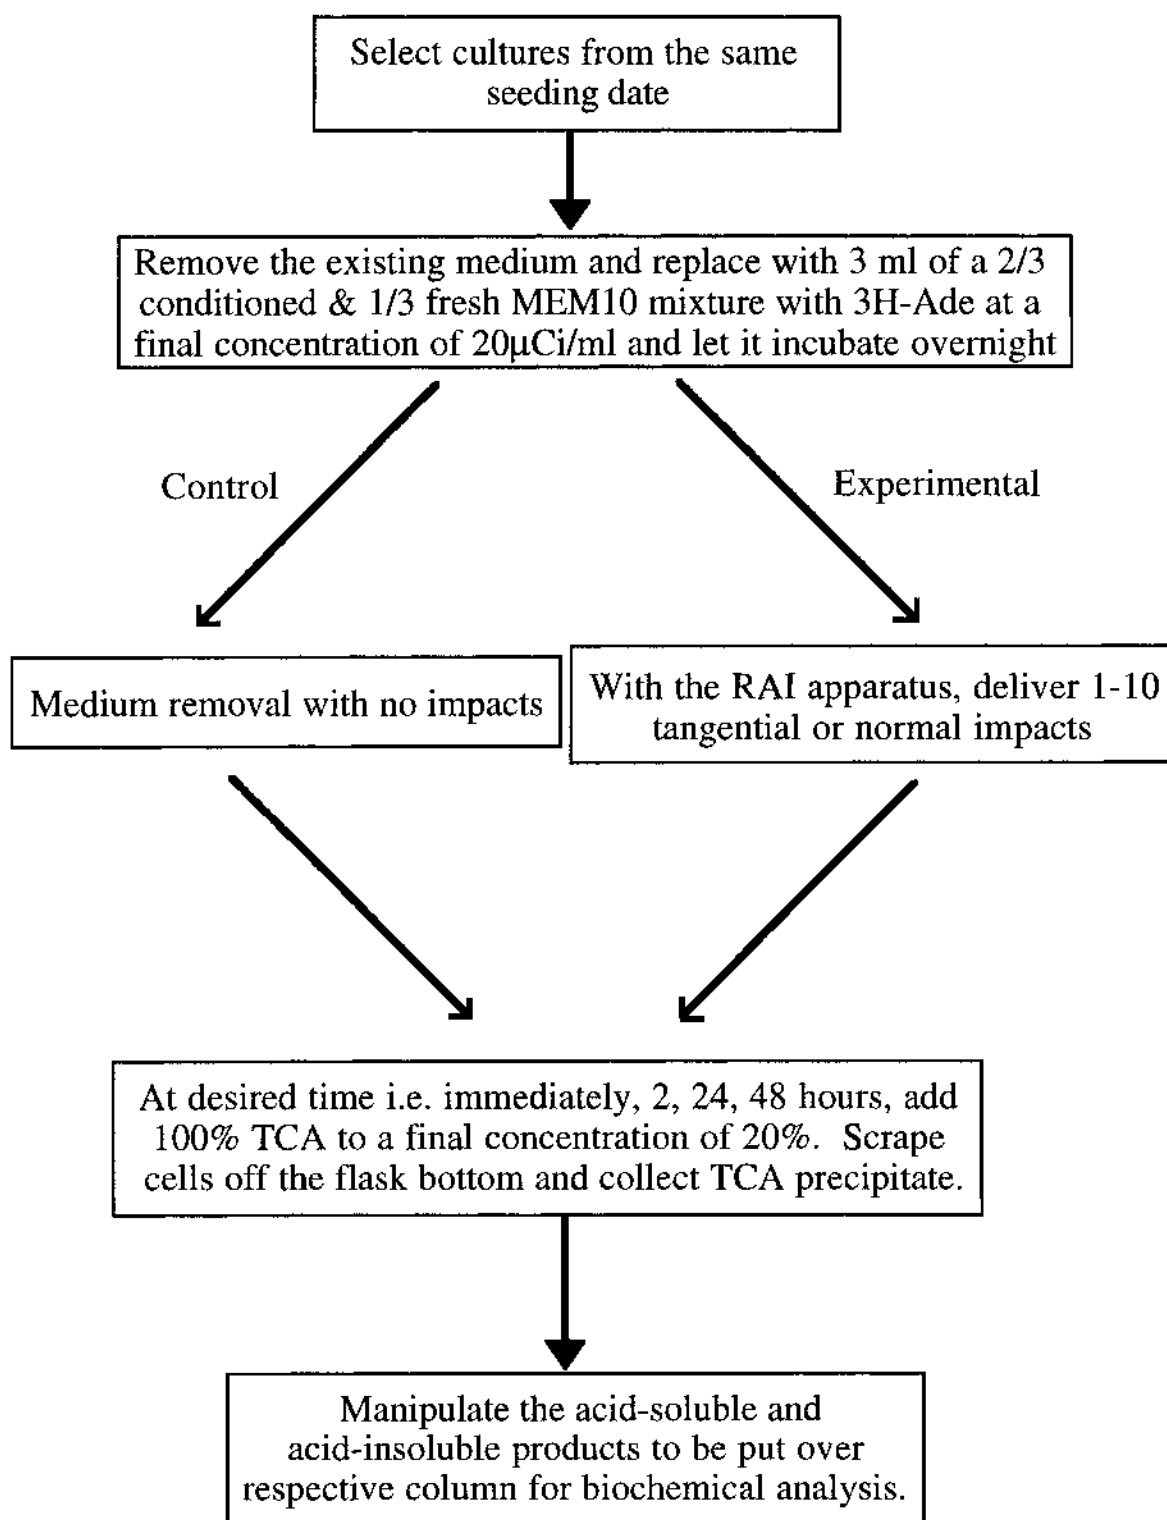 Select cultures from the same
seeding date
Remove the existing medium and replace with 3 ml of a 2/3
conditioned & 1/3 fresh MEM10 mixture with 3H-Ade at a
final concentration of 20μCi/ml and let it incubate overnight
Control
Experimental
Medium removal with no impacts
With the RAI apparatus, deliver 1-10
tangential or normal impacts
At desired time i.e. immediately, 2, 24, 48 hours, add
100% TCA to a final concentration of 20%. Scrape
cells off the flask bottom and collect TCA precipitate.
Manipulate the acid-soluble and
acid-insoluble products to be put over
respective column for biochemical analysis.